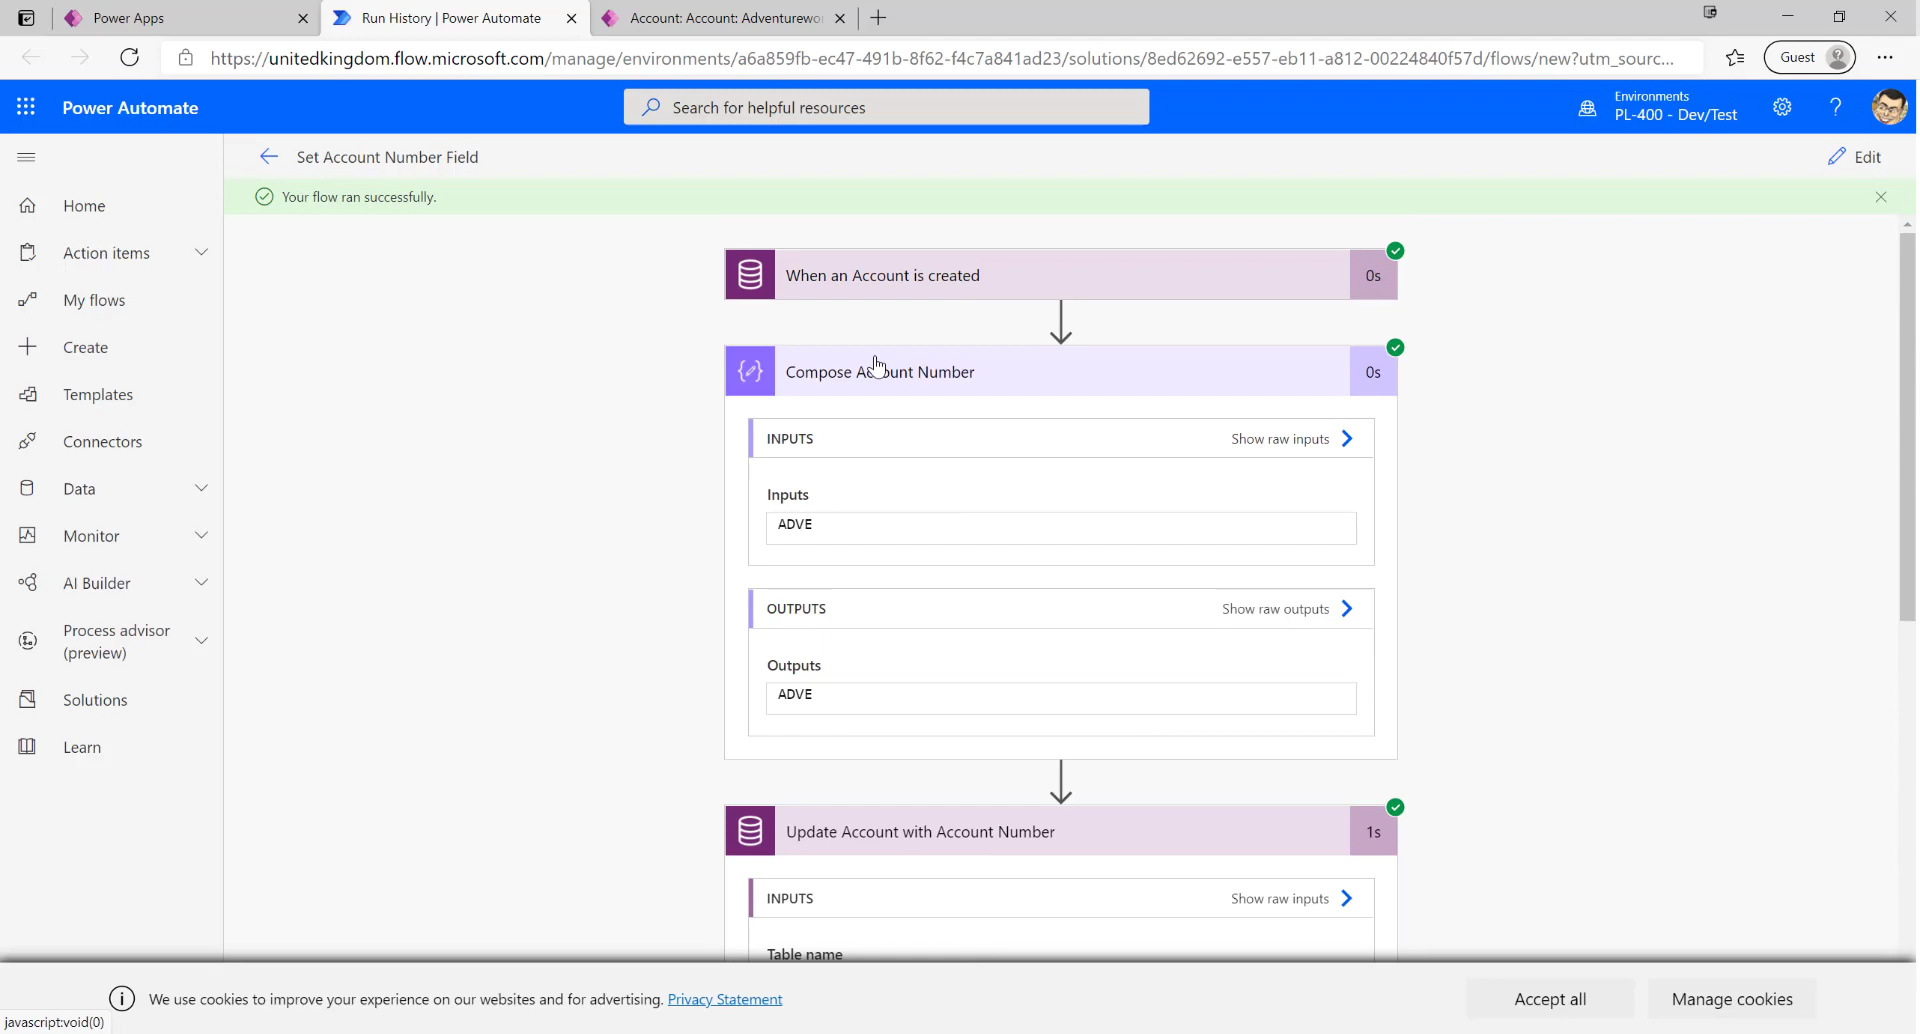 Power Apps
Run History | Power Automate
Account: Account: Adventurewo
https://unitedkingdom.flow.microsoft.com/manage/environments/a6a859fb-ec47-491b-8f62-f4c7a841ad23/solutions/8ed62692-e557-eb11-a812-00224840f57d/flows/new?utm_sourc...
Guest
Power Automate
Search for helpful resources
Environments
PL-400 - Dev/Test
Set Account Number Field
Edit
Your flow ran successfully.
Home
Action items
My flows
Create
Templates
Connectors
Data
Monitor
AI Builder
Process advisor
(preview)
Solutions
Learn
When an Account is created
0s
Compose Account Number
0s
INPUTS
Show raw inputs
Inputs
ADVE
OUTPUTS
Show raw outputs
Outputs
ADVE
Update Account with Account Number
1s
INPUTS
Show raw inputs
Table name
We use cookies to improve your experience on our websites and for advertising. Privacy Statement
Accept all
Manage cookies
javascript:void(0)